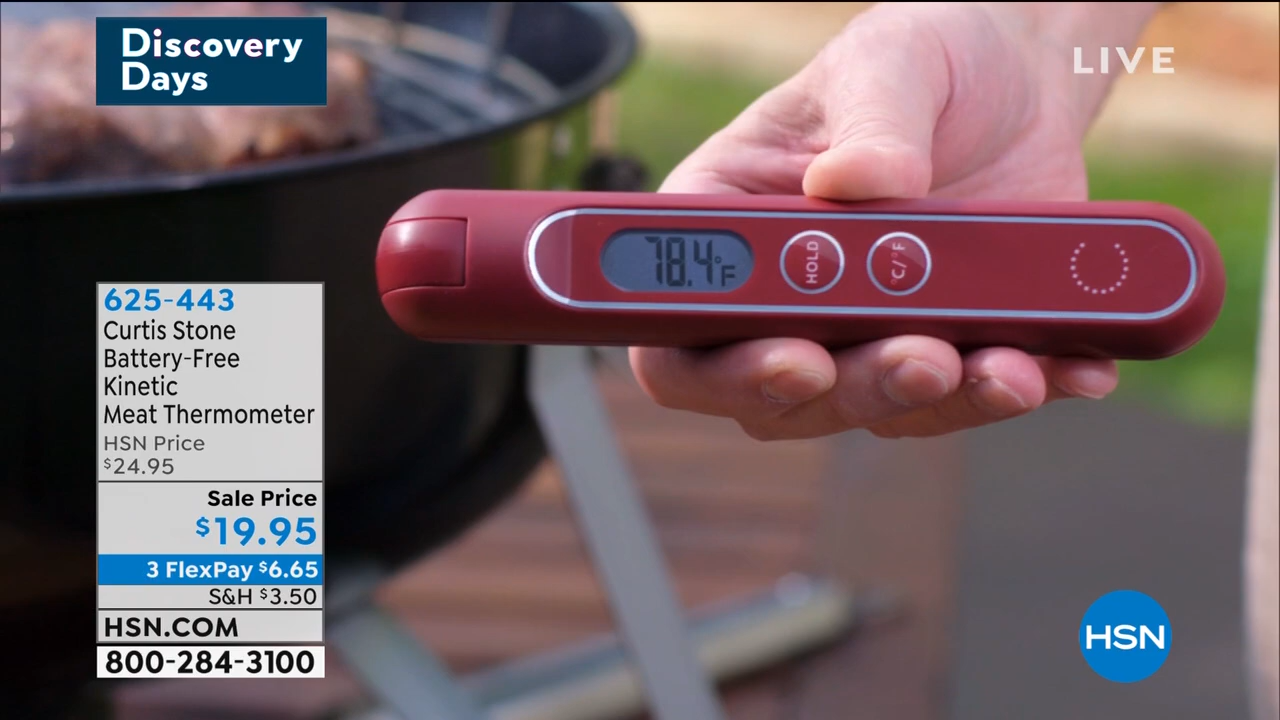 Discovery
Days
LIVE
78.4°F
HOLD
°C/°F
625-443
Curtis Stone
Battery-Free
Kinetic
Meat Thermometer
HSN Price
$24.95
Sale Price
$19.95
3 FlexPay $6.65
S&H $3.50
HSN.COM
800-284-3100
HSN